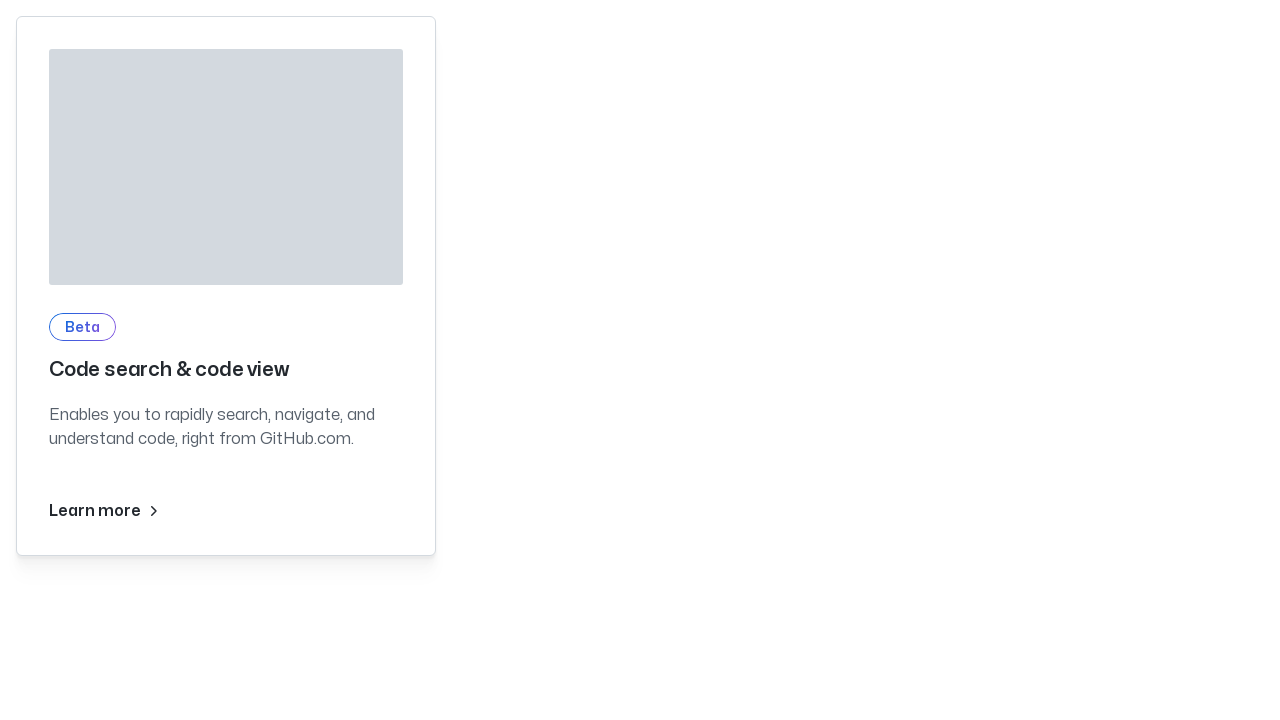 Beta
Code search & code view
Enables you to rapidly search, navigate, and
understand code, right from GitHub.com.
Learn more